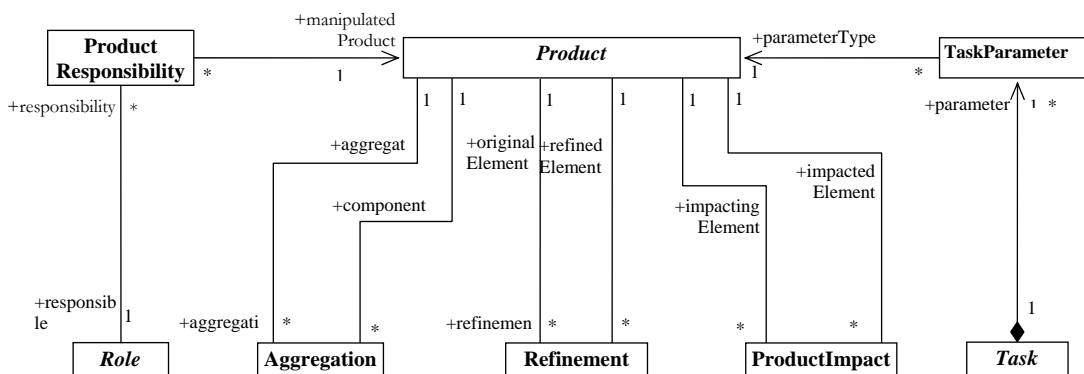 +manipulated
Product
Product
Responsibility
*
1
Product
+parameterType
1
*
TaskParameter
+responsibility
*
1
1
1
1
1
1
+parameter
1
*
+aggregat
+original
Element
+refined
Element
+impacted
Element
+component
+impacting
Element
+responsib
le
1
+aggregati
*
*
+refinemen
*
*
*
*
1
Role
Aggregation
Refinement
ProductImpact
Task